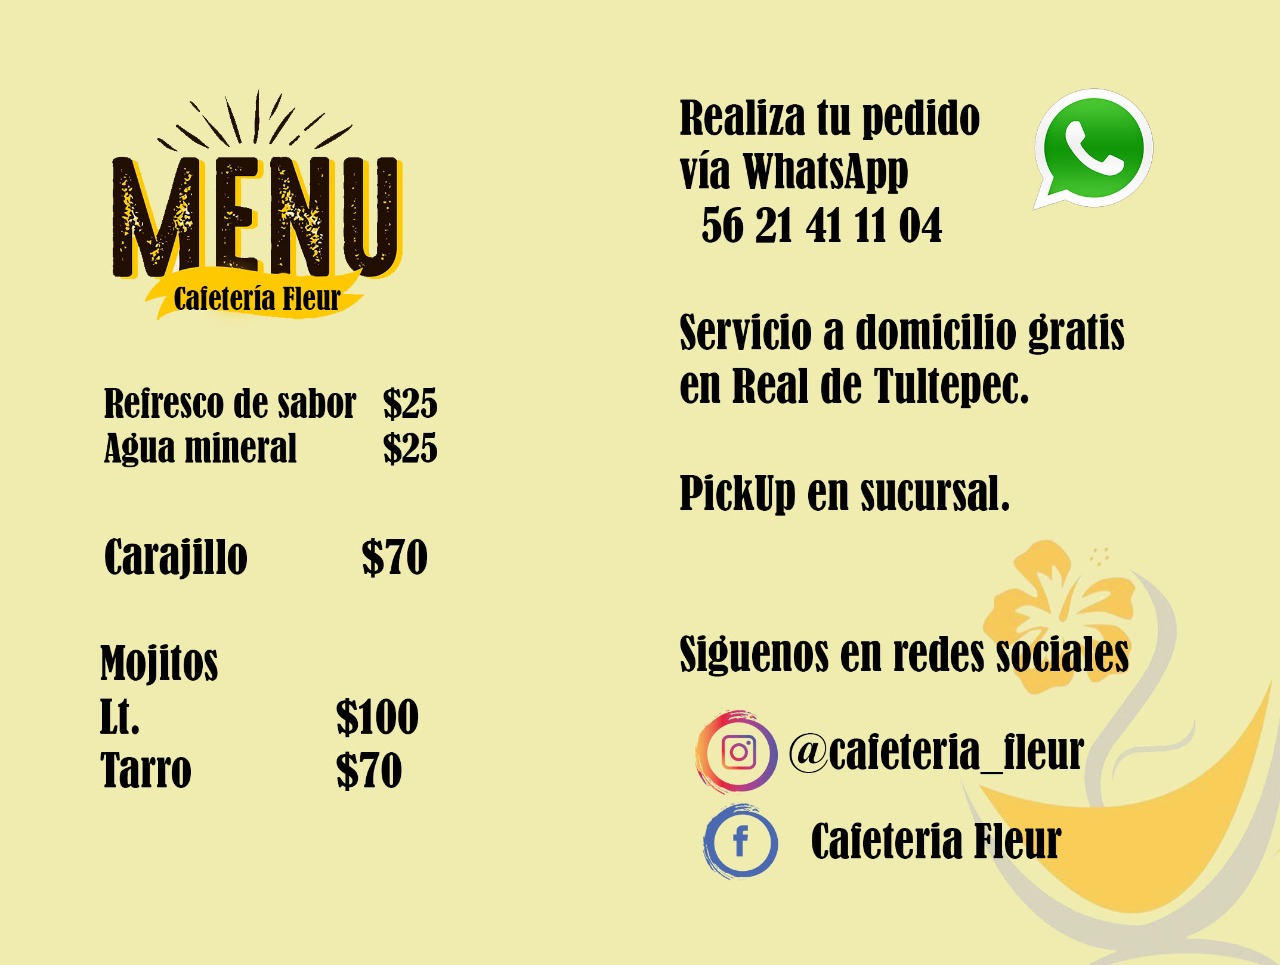 MENU
Cafetería Fleur
Refresco de sabor $25
Agua mineral $25
Carajillo $70
Mojitos
Lt. $100
Tarro $70
Realiza tu pedido
vía WhatsApp
56 21 41 11 04
Servicio a domicilio gratis
en Real de Tultepec.
PickUp en sucursal.
Siguenos en redes sociales
@cafeteria_fleur
Cafeteria Fleur